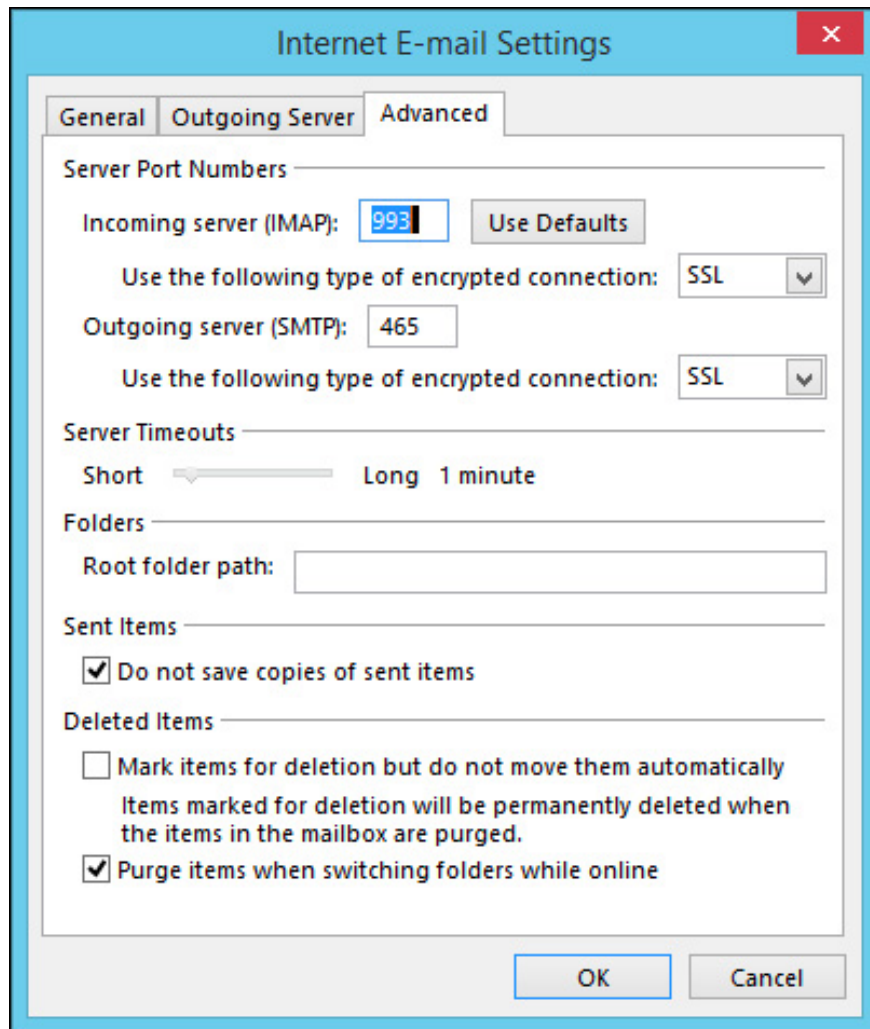 Internet E-mail Settings
General Outgoing Server Advanced
Server Port Numbers
Incoming server (IMAP): 993 Use Defaults
Use the following type of encrypted connection: SSL
Outgoing server (SMTP): 465
Use the following type of encrypted connection: SSL
Server Timeouts
Short Long 1 minute
Folders
Root folder path:
Sent Items
Do not save copies of sent items
Deleted Items
Mark items for deletion but do not move them automatically
Items marked for deletion will be permanently deleted when
the items in the mailbox are purged.
Purge items when switching folders while online
OK Cancel